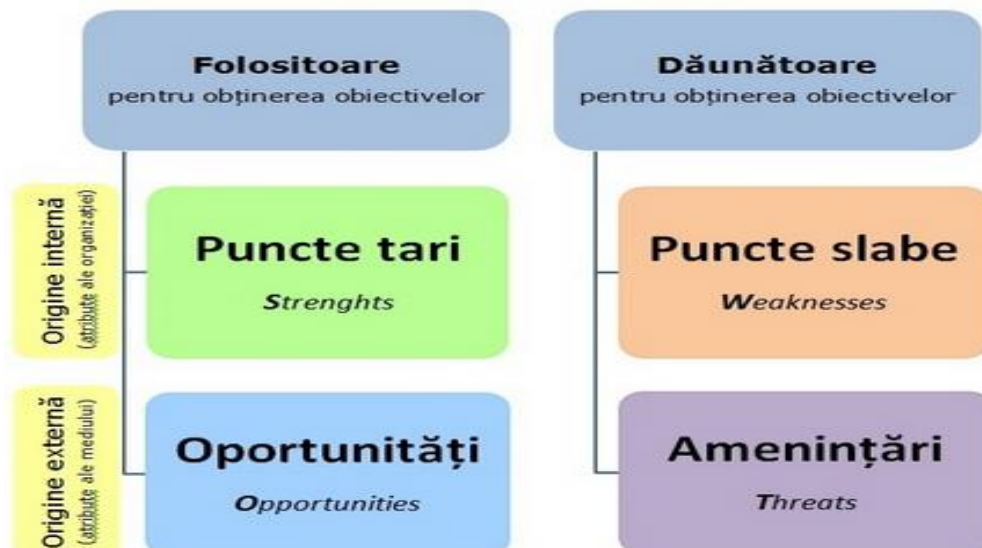 Folositoare
pentru obținerea obiectivelor
Dăunătoare
pentru obținerea obiectivelor
Origine internă
(atribute ale organizației)
Puncte tari
Strenghts
Puncte slabe
Weaknesses
Origine externă
(atribute ale mediului)
Oportunități
Opportunities
Amenințări
Threats